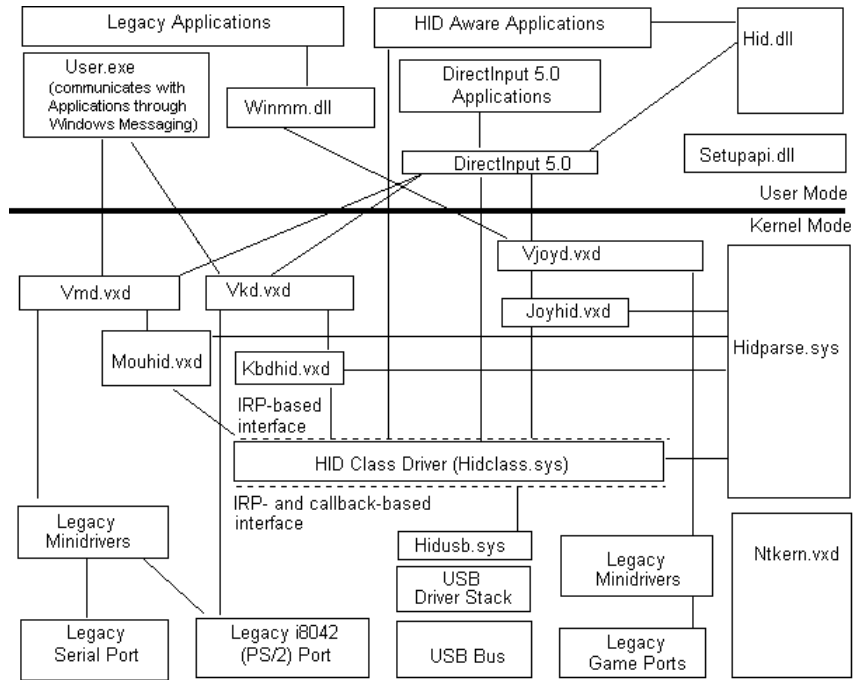 Legacy Applications
HID Aware Applications
Hid.dll
User.exe
(communicates with
Applications through
Windows Messaging)
Winmm.dll
DirectInput 5.0
Applications
DirectInput 5.0
Setupapi.dll
User Mode
Kernel Mode
Vmd.vxd
Vkd.vxd
Vjoyd.vxd
Joyhid.vxd
Hidparse.sys
Mouhid.vxd
Kbdhid.vxd
IRP-based
interface
HID Class Driver (Hidclass.sys)
IRP- and callback-based
interface
Legacy
Minidrivers
Hidusb.sys
USB
Driver Stack
Legacy
Minidrivers
Ntkern.vxd
Legacy
Serial Port
Legacy i8042
(PS/2) Port
USB Bus
Legacy
Game Ports